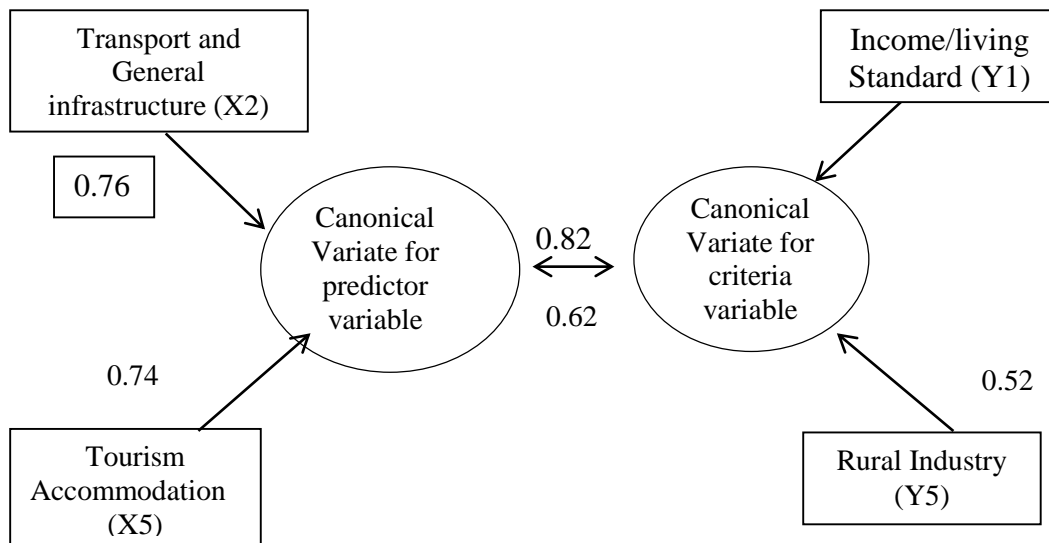 Transport and
General
infrastructure (X2)
Income/living
Standard (Y1)
0.76
Canonical
Variate for
predictor
variable
0.82
0.62
Canonical
Variate for
criteria
variable
0.74
0.52
Tourism
Accommodation
(X5)
Rural Industry
(Y5)